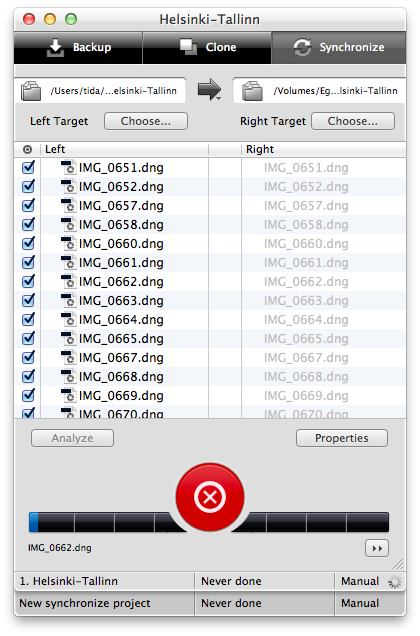 Helsinki-Tallinn
Backup Clone Synchronize
/Users/tida/...elsinki-Tallinn /Volumes/Eg...lsinki-Tallinn
Left Target Choose... Right Target Choose...
Left Right
IMG_0651.dng IMG_0651.dng
IMG_0652.dng IMG_0652.dng
IMG_0657.dng IMG_0657.dng
IMG_0658.dng IMG_0658.dng
IMG_0660.dng IMG_0660.dng
IMG_0661.dng IMG_0661.dng
IMG_0662.dng IMG_0662.dng
IMG_0663.dng IMG_0663.dng
IMG_0664.dng IMG_0664.dng
IMG_0665.dng IMG_0665.dng
IMG_0667.dng IMG_0667.dng
IMG_0668.dng IMG_0668.dng
IMG_0669.dng IMG_0669.dng
IMG_0670.dng IMG_0670.dng
Analyze Properties
IMG_0662.dng
1. Helsinki-Tallinn Never done Manual
New synchronize project Never done Manual